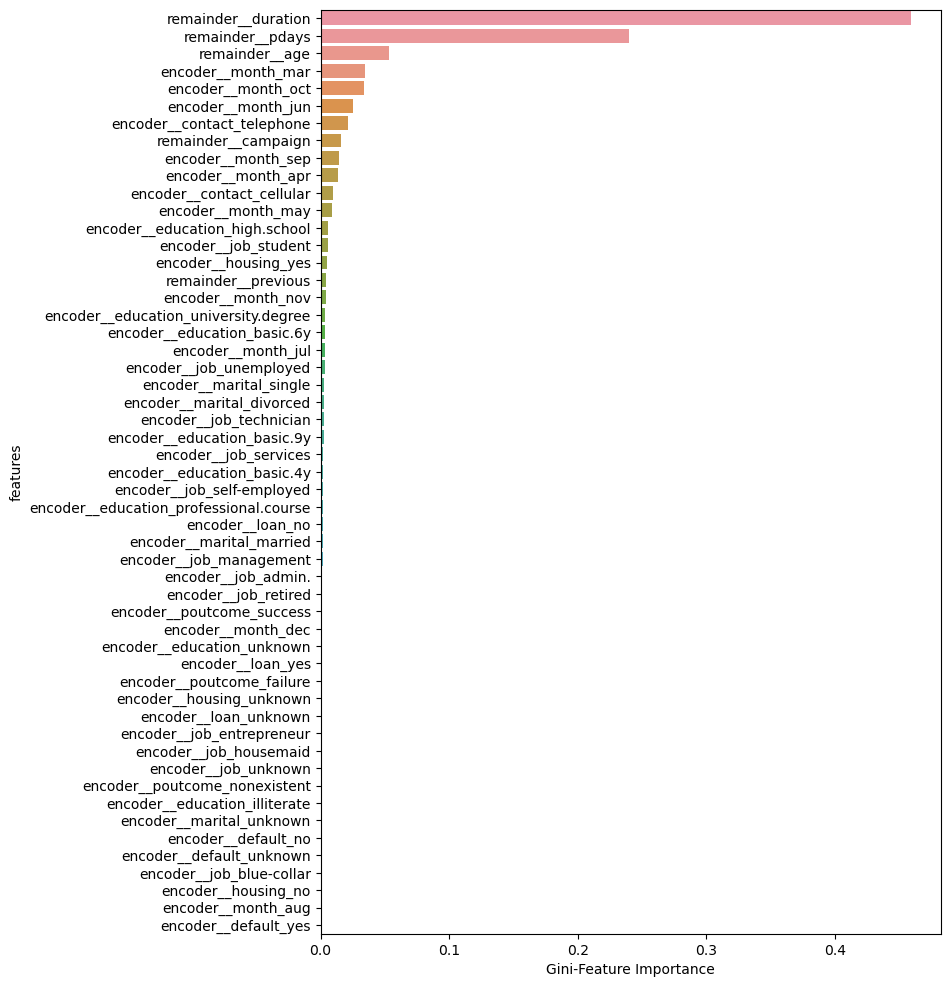 remainder__duration
remainder__pdays
remainder__age
encoder__month_mar
encoder__month_oct
encoder__month_jun
encoder__contact_telephone
remainder__campaign
encoder__month_sep
encoder__month_apr
encoder__contact_cellular
encoder__month_may
encoder__education_high.school
encoder__job_student
encoder__housing_yes
remainder__previous
encoder__month_nov
encoder__education_university.degree
encoder__education_basic.6y
encoder__month_jul
encoder__job_unemployed
encoder__marital_single
encoder__marital_divorced
encoder__job_technician
encoder__education_basic.9y
encoder__job_services
features
encoder__education_basic.4y
encoder__job_self-employed
encoder__education_professional.course
encoder__loan_no
encoder__marital_married
encoder__job_management
encoder__job_admin.
encoder__job_retired
encoder__poutcome_success
encoder__month_dec
encoder__education_unknown
encoder__loan_yes
encoder__poutcome_failure
encoder__housing_unknown
encoder__loan_unknown
encoder__job_entrepreneur
encoder__job_housemaid
encoder__job_unknown
encoder__poutcome_nonexistent
encoder__education_illiterate
encoder__marital_unknown
encoder__default_no
encoder__default_unknown
encoder__job_blue-collar
encoder__housing_no
encoder__month_aug
encoder__default_yes
0.0 0.1 0.2 0.3 0.4
Gini-Feature Importance